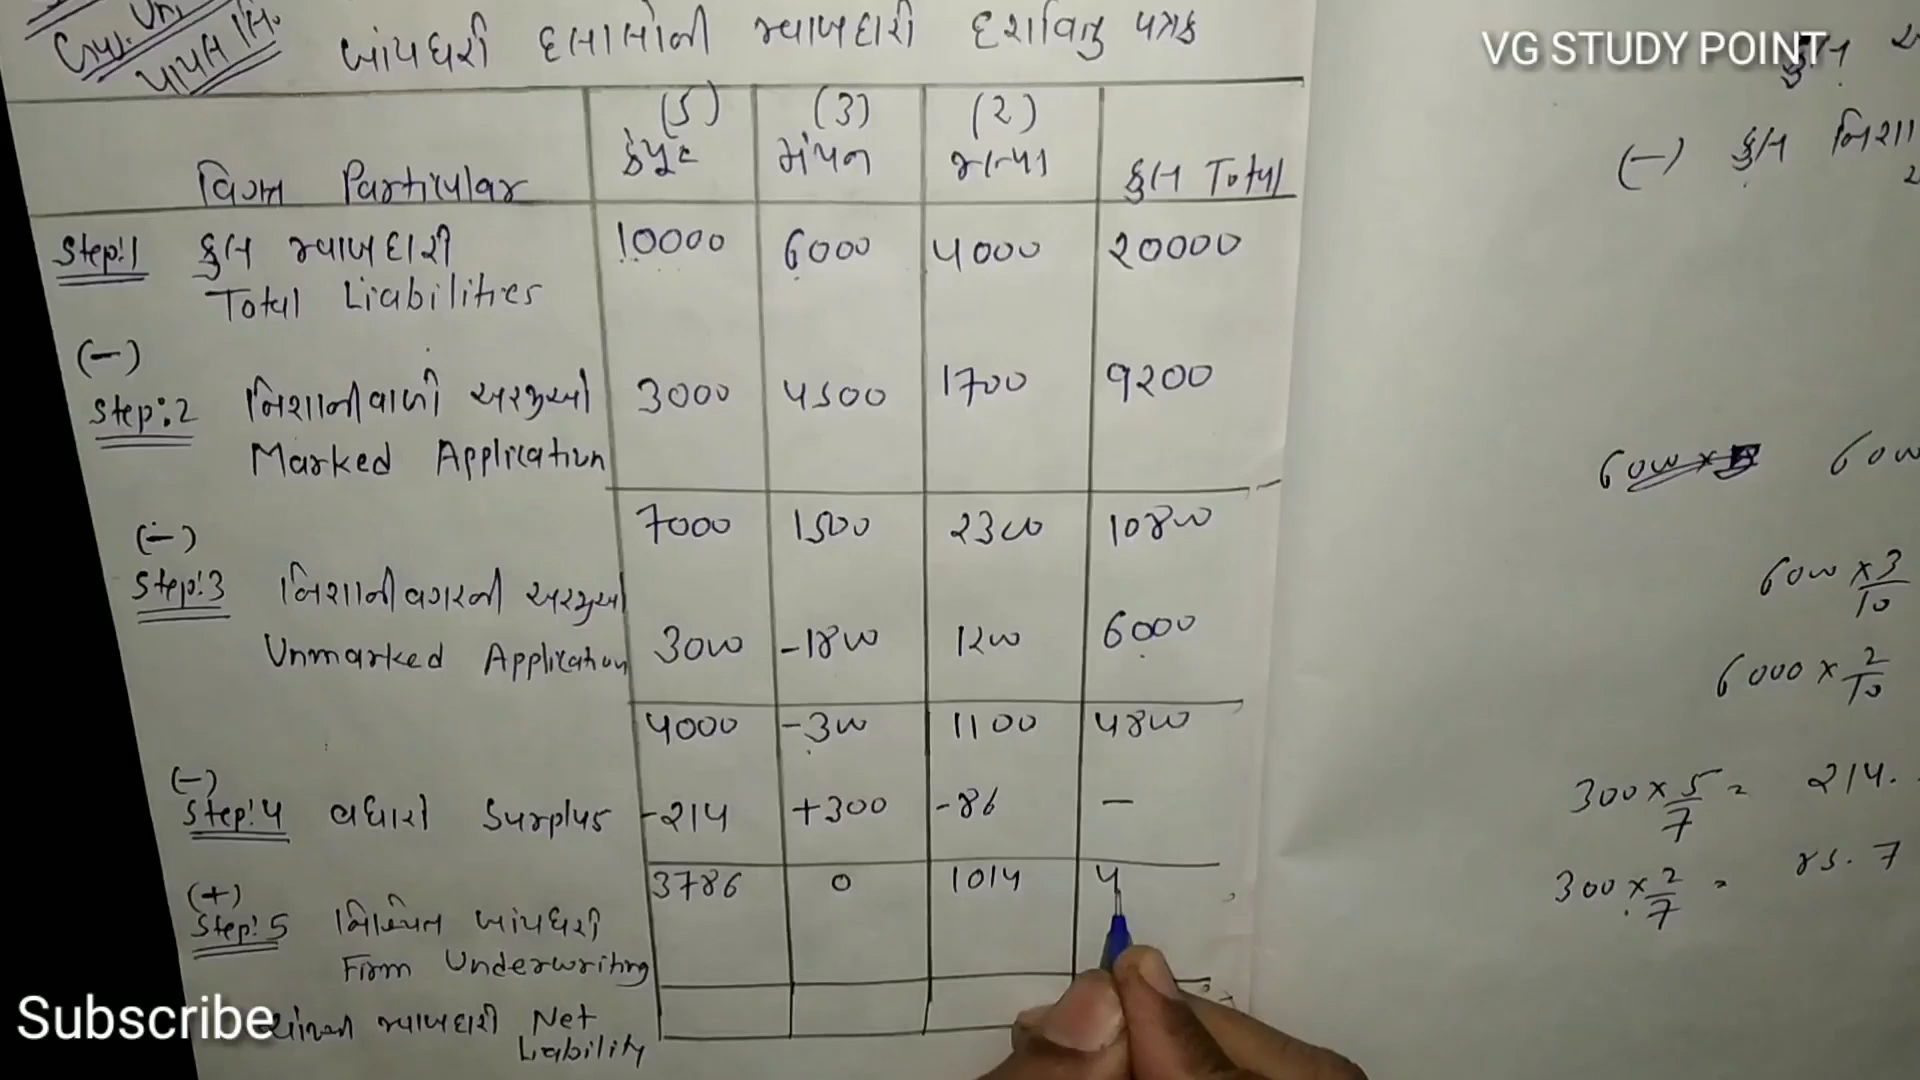 બાંયધરી દલાલોની જવાબદારી દર્શાવતુ પત્રક
VG STUDY POINT
(5) (3) (2)
વિગત Particular કેયુર મંથન ભાવ્ય કુલ Total
(-) કુલ
Step:1 કુલ જવાબદારી 10000 6000 4000 20000
Total Liabilities
(-)
Step:2 નિશાનીવાળી અરજીઓ 3000 4500 1700 9200
Marked Application
7000 1500 2300 10800
(-)
Step:3 નિશાની વગરની અરજીઓ
Unmarked Application 3000 -1800 1200 6000
6000 × 3/10
6000 × 2/10
4000 -300 1100 4800
(-)
Step:4 વધારો Surplus -214 +300 -86 —
300 × 5/7 = 214.
3786 0 1014 4
300 × 2/7 = 85.7
(+)
Step:5 નિશ્ચિત બાંયધરી
Firm Underwriting
ચોખ્ખી જવાબદારી Net
Liability
Subscribe